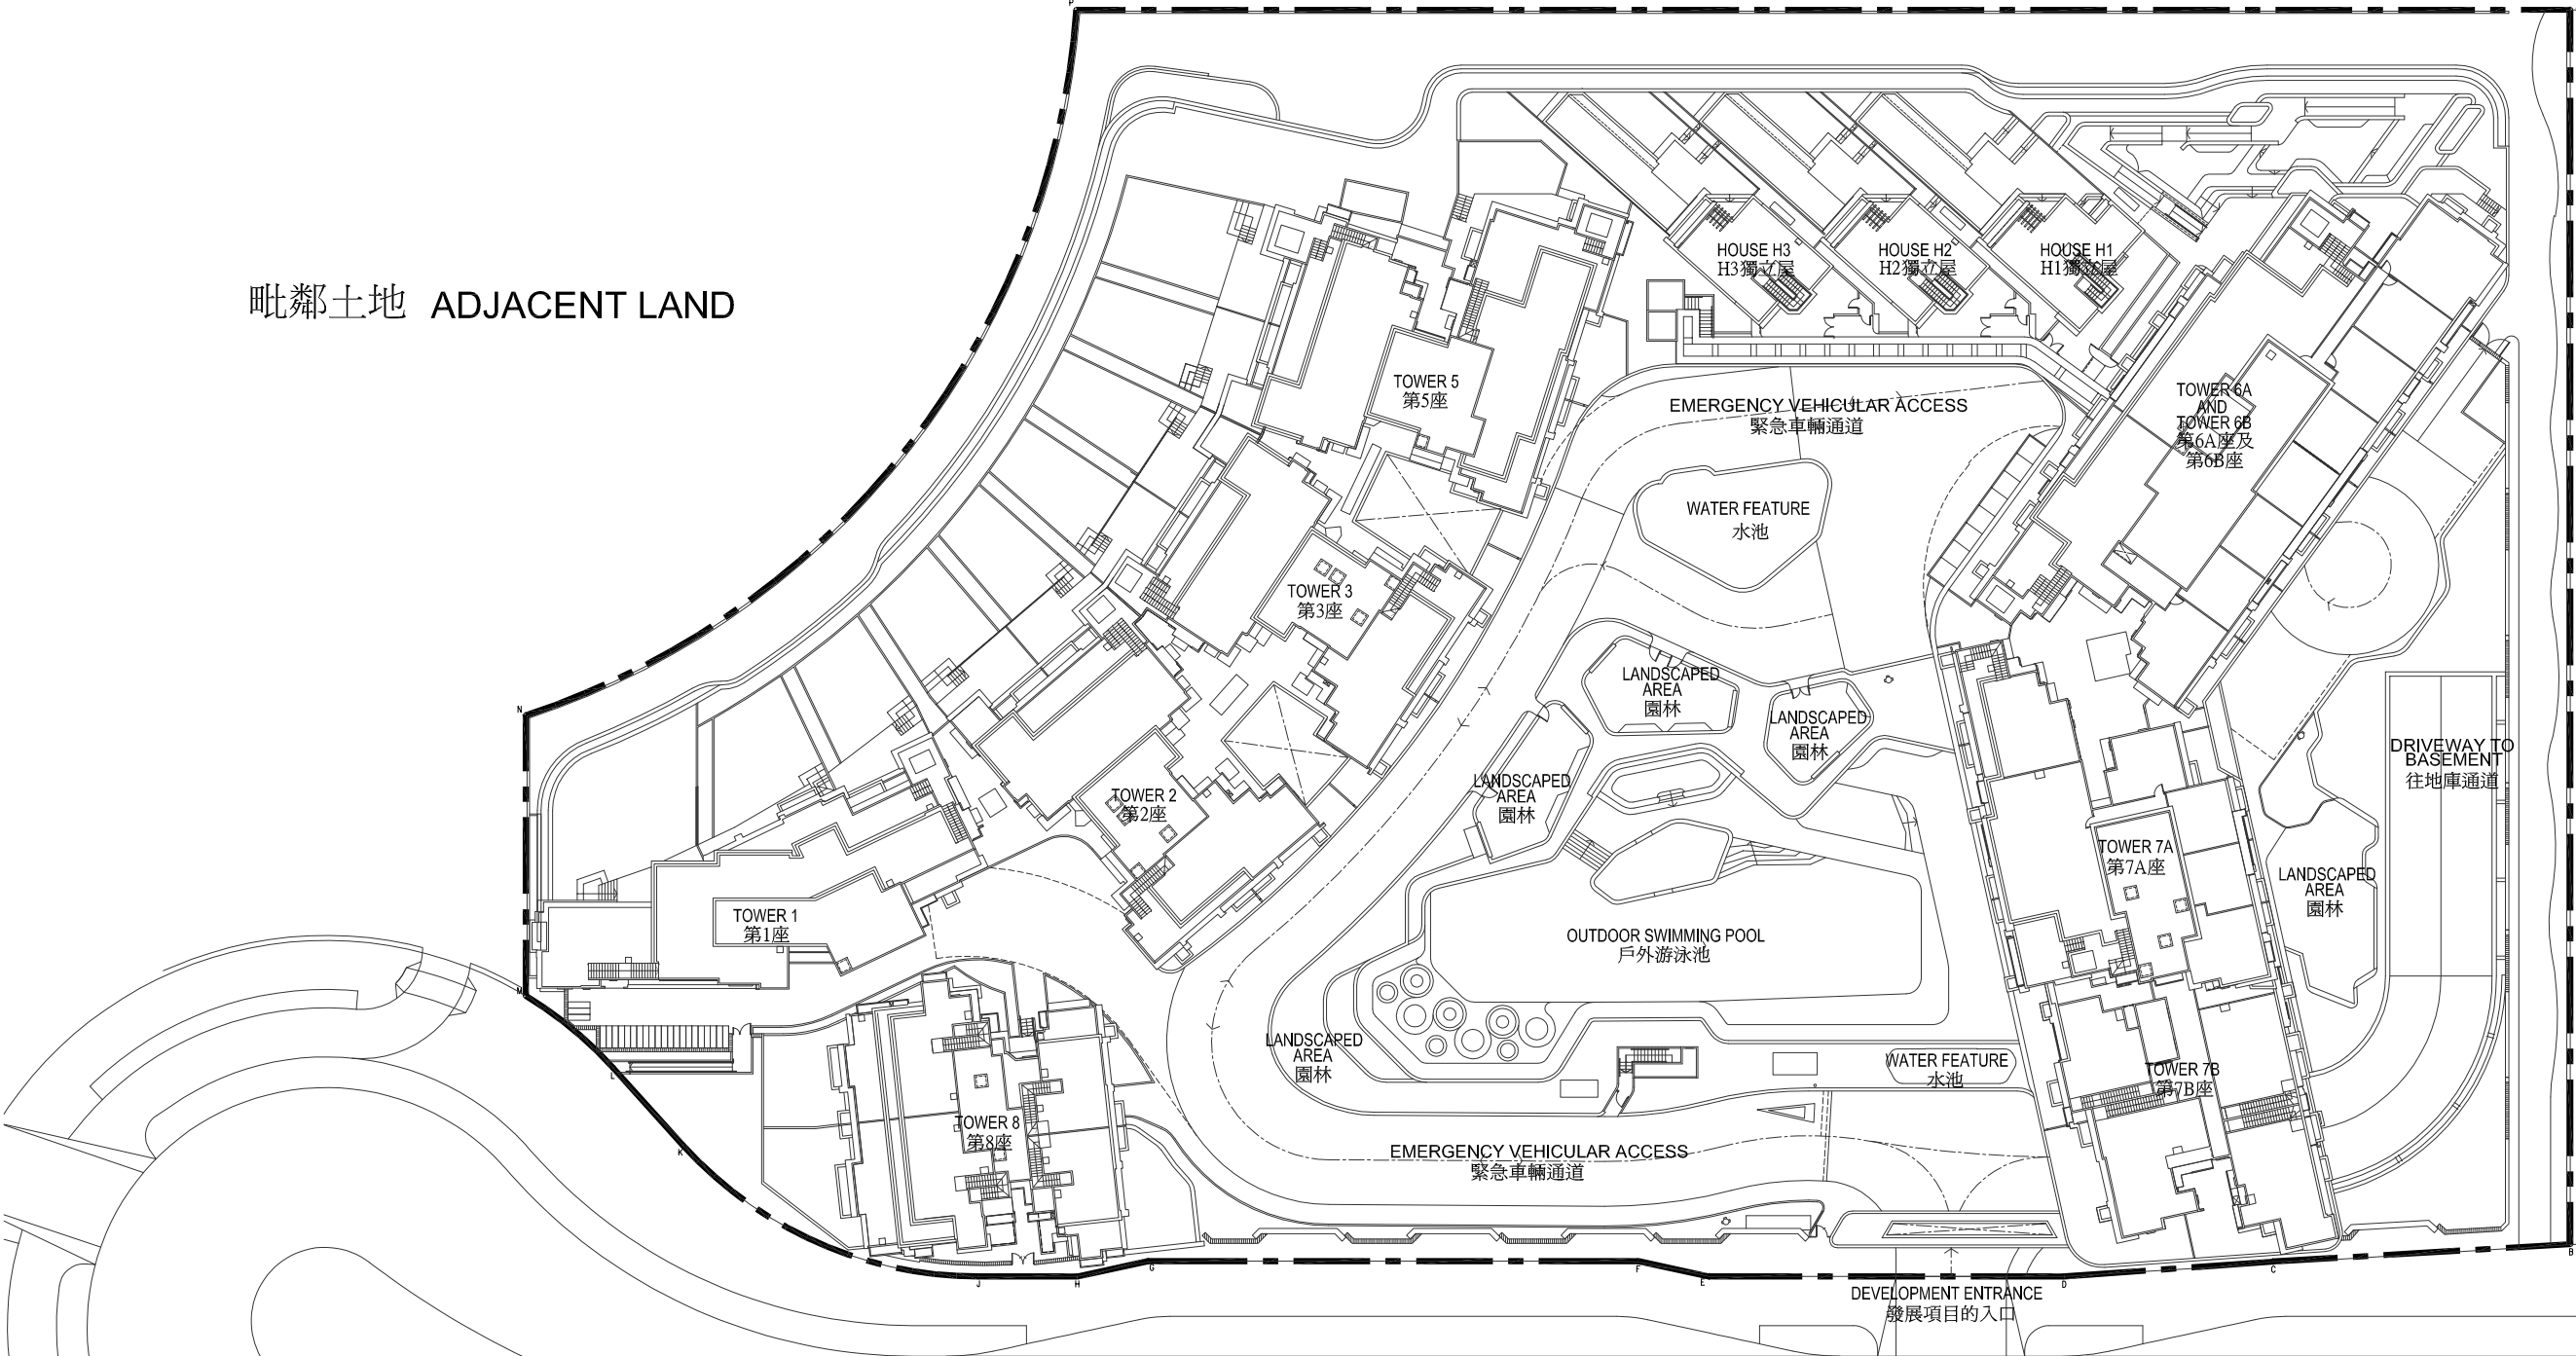 P
毗鄰土地 ADJACENT LAND
HOUSE H3
H3獨立屋
HOUSE H2
H2獨立屋
HOUSE H1
H1獨立屋
TOWER 5
第5座
EMERGENCY VEHICULAR ACCESS
緊急車輛通道
TOWER 6A
AND
TOWER 6B
第6A座及
第6B座
WATER FEATURE
水池
TOWER 3
第3座
LANDSCAPED
AREA
園林
LANDSCAPED
AREA
園林
N
DRIVEWAY TO
BASEMENT
往地庫通道
LANDSCAPED
AREA
園林
TOWER 2
第2座
TOWER 7A
第7A座
LANDSCAPED
AREA
園林
TOWER 1
第1座
OUTDOOR SWIMMING POOL
戶外游泳池
M
LANDSCAPED
AREA
園林
WATER FEATURE
水池
L
TOWER 7B
第7B座
TOWER 8
第8座
K
EMERGENCY VEHICULAR ACCESS
緊急車輛通道
B
C
G
F
J
H
E
D
DEVELOPMENT ENTRANCE
發展項目的入口